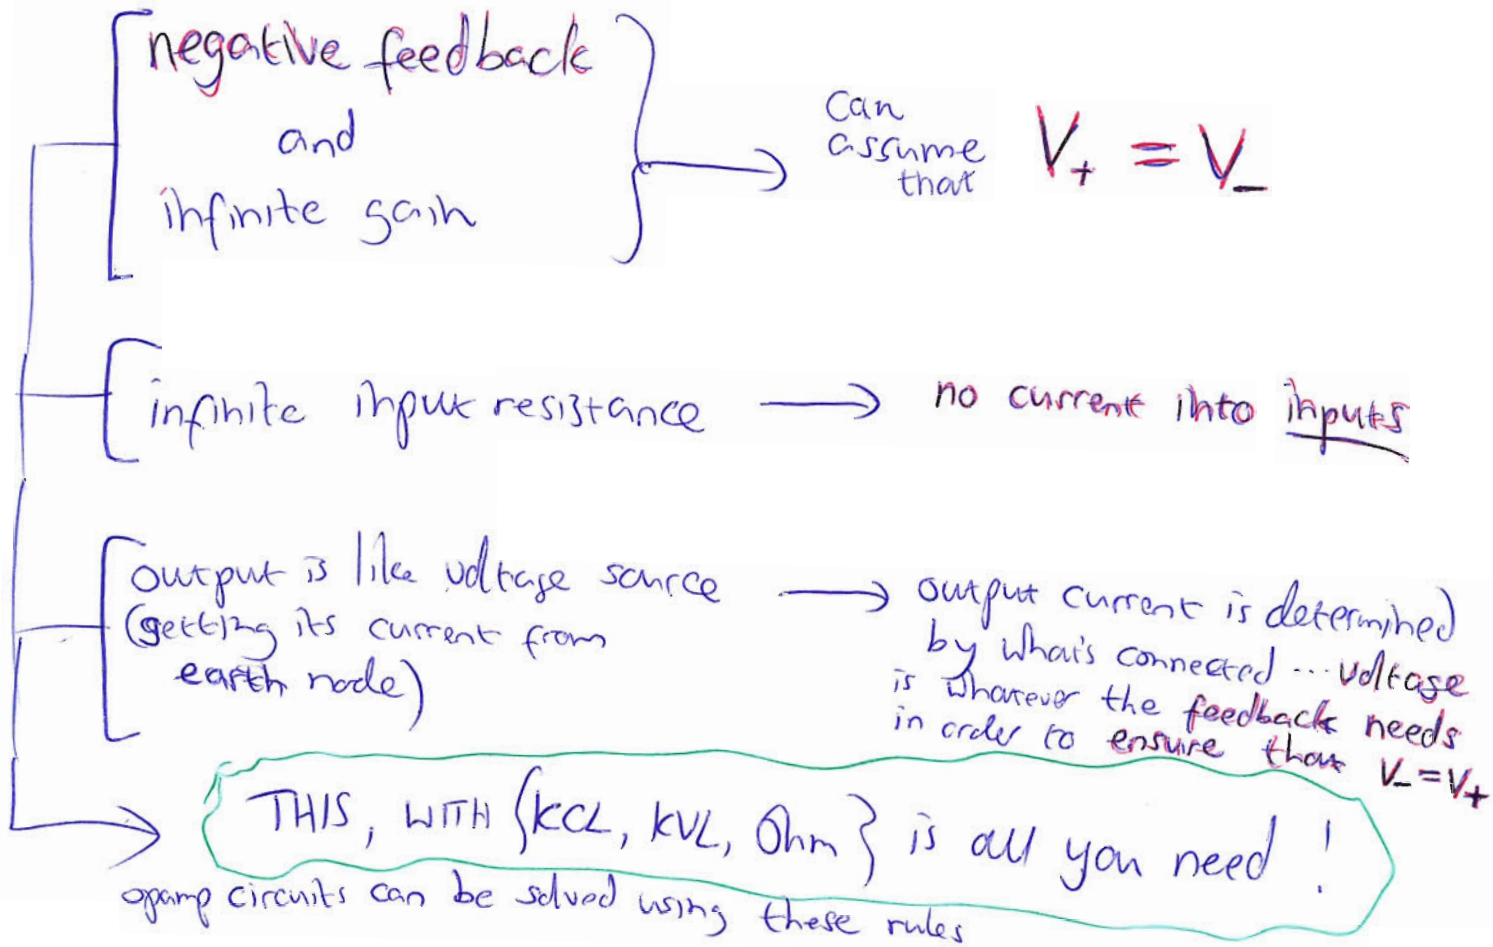 negative feedback
and
infinite gain
can
assume
that
V+ = V-
infinite input resistance
no current into inputs
output is like voltage source
(getting its current from
earth node)
output current is determined
by what's connected ... voltage
is whatever the feedback needs
in order to ensure that V- = V+
THIS, WITH {KCL, KVL, Ohm} is all you need!
opamp circuits can be solved using these rules